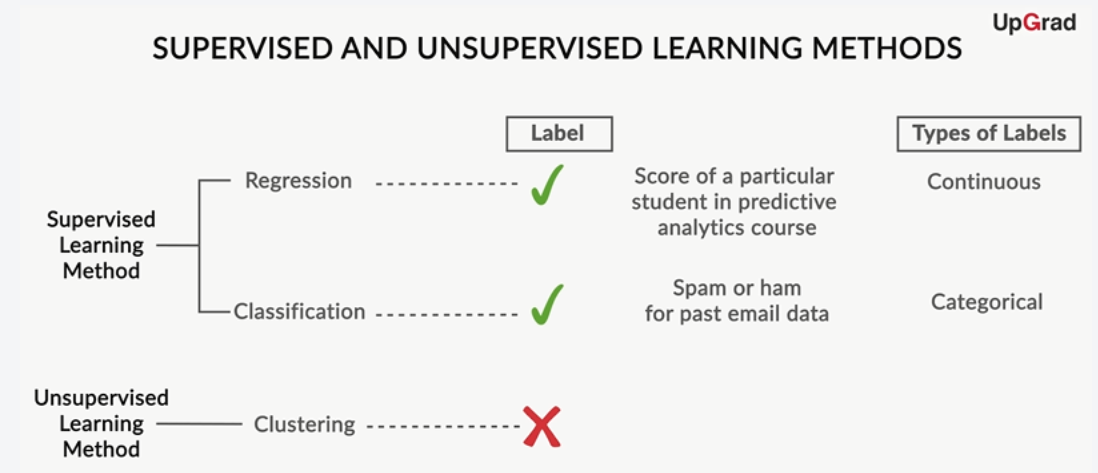 UpGrad
SUPERVISED AND UNSUPERVISED LEARNING METHODS
Label
Types of Labels
Supervised
Learning
Method
Regression
Score of a particular
student in predictive
analytics course
Continuous
Classification
Spam or ham
for past email data
Categorical
Unsupervised
Learning
Method
Clustering